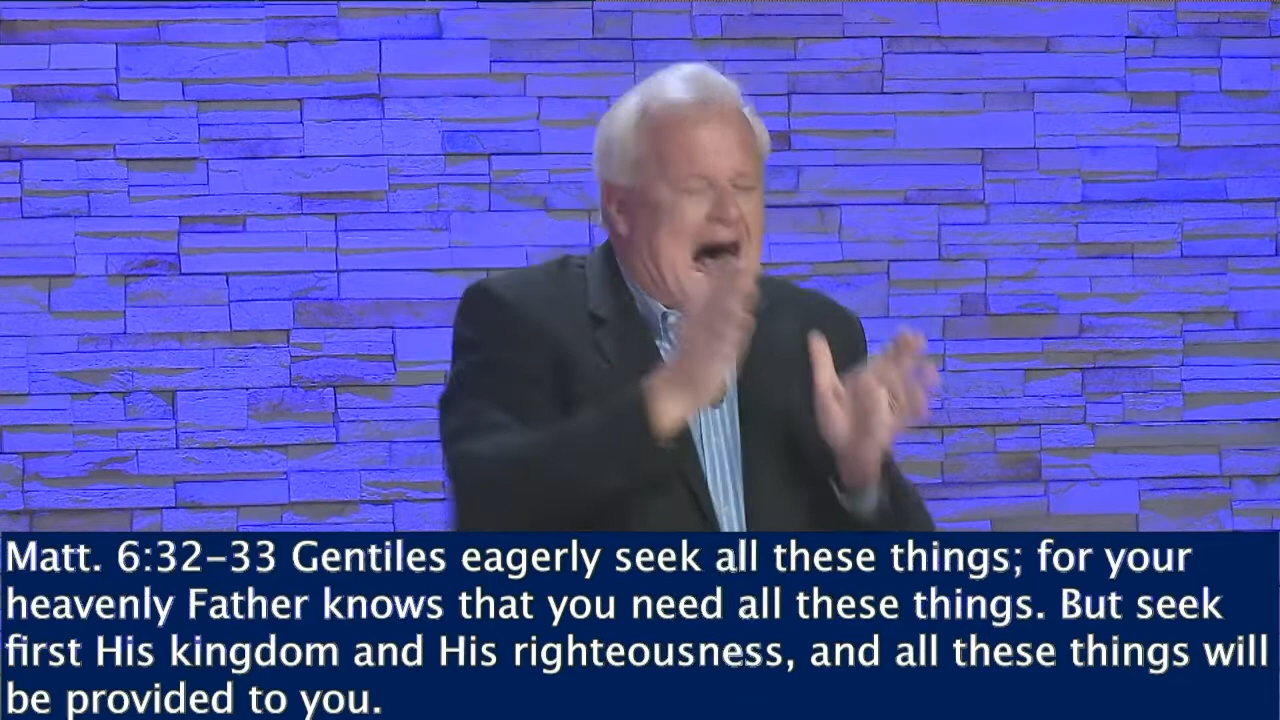 Matt. 6:32–33 Gentiles eagerly seek all these things; for your
heavenly Father knows that you need all these things. But seek
first His kingdom and His righteousness, and all these things will
be provided to you.